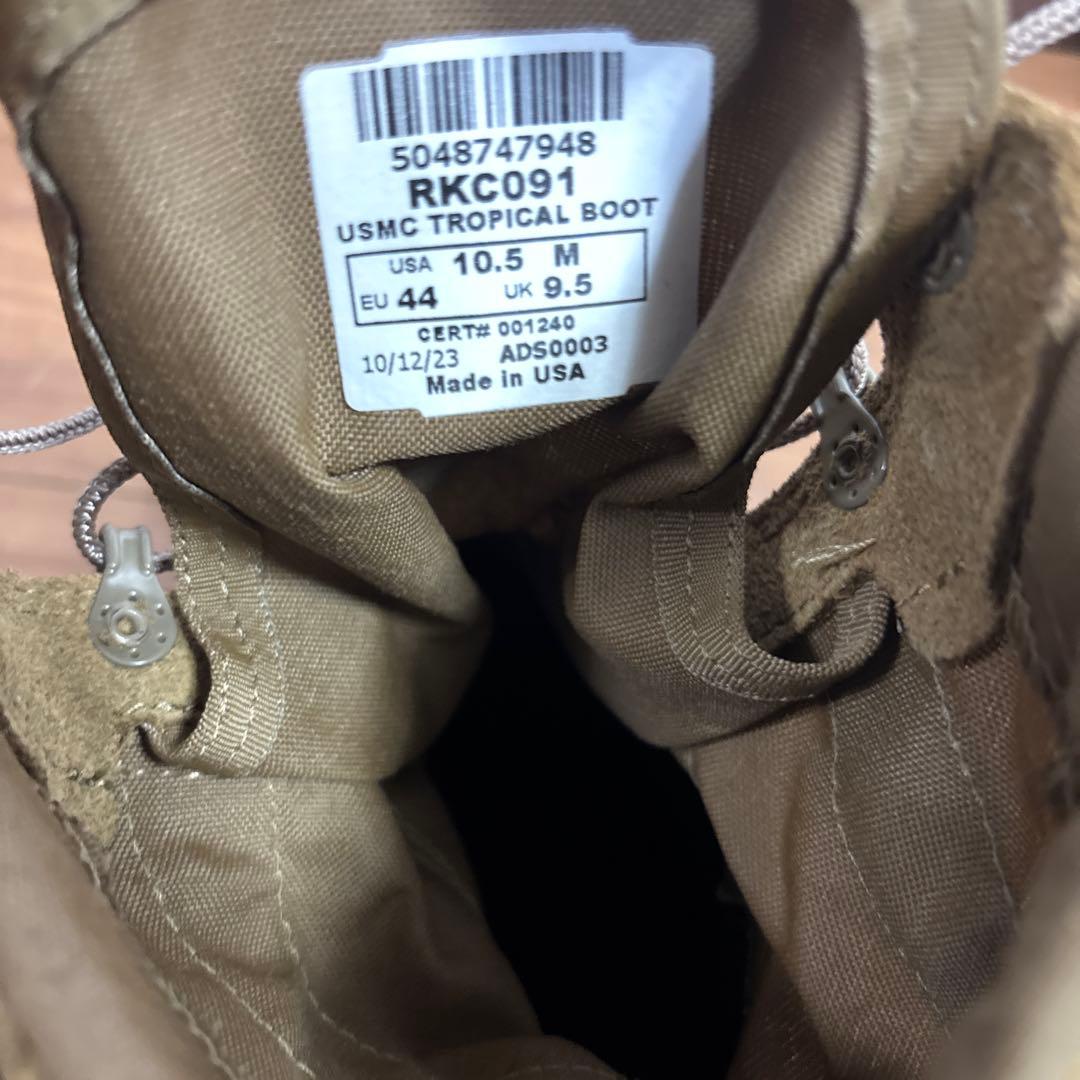 5048747948
RKC091
USMC TROPICAL BOOT
USA 10.5 M
EU 44 UK 9.5
CERT# 001240
10/12/23 ADS0003
Made in USA